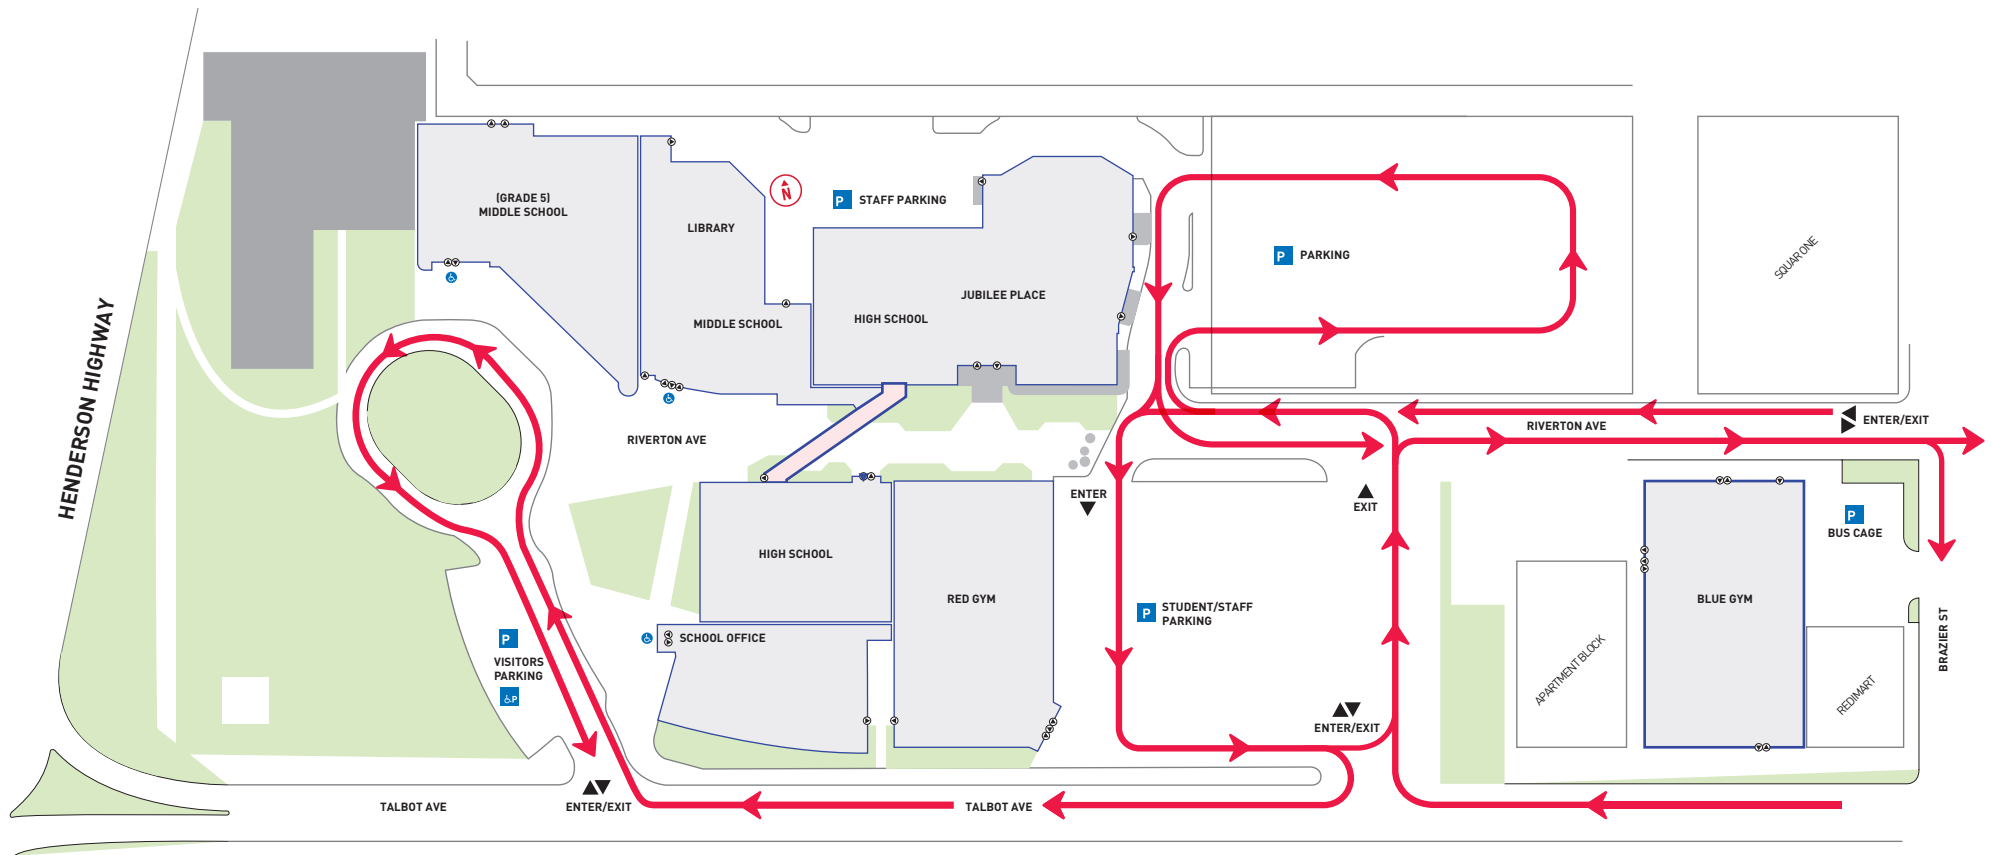 (GRADE 5)
MIDDLE SCHOOL
LIBRARY
N
P STAFF PARKING
P PARKING
SQUAR ONE
JUBILEE PLACE
HIGH SCHOOL
MIDDLE SCHOOL
HENDERSON HIGHWAY
RIVERTON AVE
RIVERTON AVE
ENTER/EXIT
ENTER
EXIT
P
BUS CAGE
HIGH SCHOOL
RED GYM
BLUE GYM
P STUDENT/STAFF
PARKING
SCHOOL OFFICE
P
VISITORS
PARKING
P
APARTMENT BLOCK
REDIMART
BRAZIER ST
ENTER/EXIT
TALBOT AVE
ENTER/EXIT
TALBOT AVE